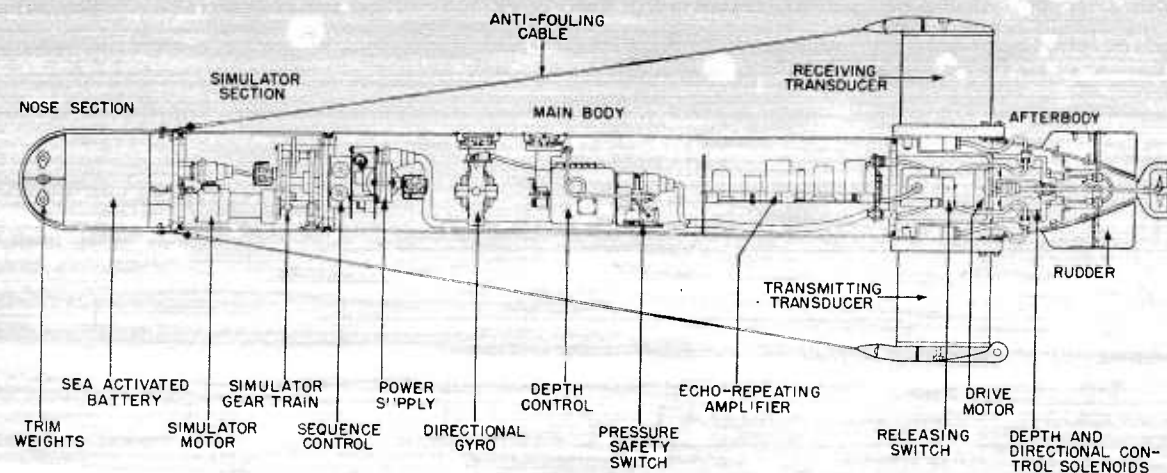 ANTI-FOULING
CABLE
SIMULATOR
SECTION
RECEIVING
TRANSDUCER
NOSE SECTION
MAIN BODY
AFTERBODY
TRANSMITTING
TRANSDUCER
RUDDER
SEA ACTIVATED
BATTERY
SIMULATOR
GEAR TRAIN
POWER
SUPPLY
DEPTH
CONTROL
ECHO-REPEATING
AMPLIFIER
DRIVE
MOTOR
TRIM
WEIGHTS
SIMULATOR
MOTOR
SEQUENCE
CONTROL
DIRECTIONAL
GYRO
PRESSURE
SAFETY
SWITCH
RELEASING
SWITCH
DEPTH AND
DIRECTIONAL CON-
TROL SOLENOIDS